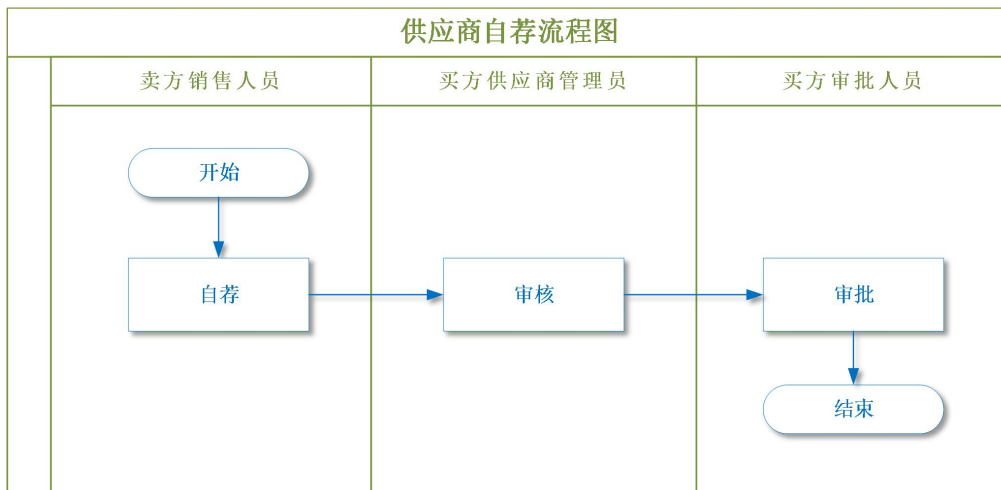 供应商自荐流程图
卖方销售人员
买方供应商管理员
买方审批人员
开始
自荐
审核
审批
结束